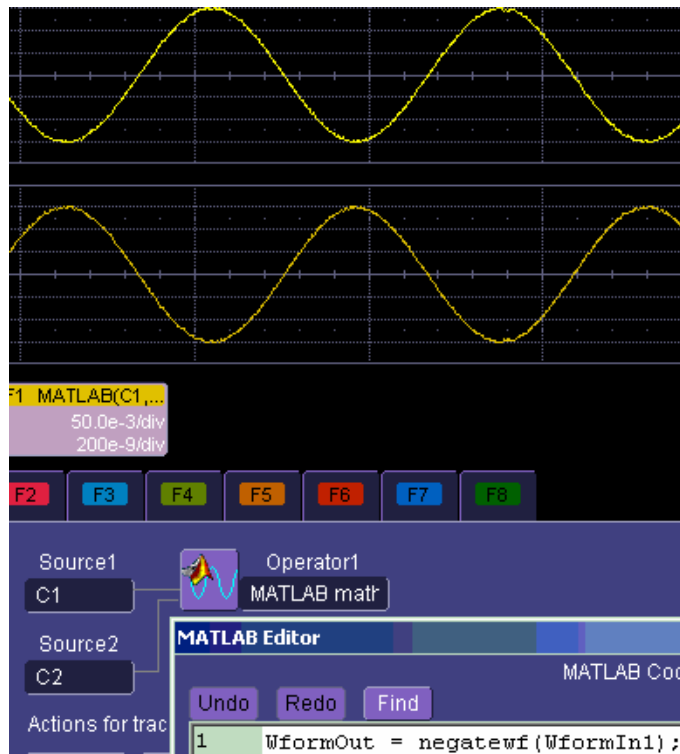 F1 MATLAB(C1,...
50.0e-3/div
200e-9/div
F2 F3 F4 F5 F6 F7 F8
Source1
C1
Operator1
MATLAB math
Source2
C2
MATLAB Editor
MATLAB Coc
Undo Redo Find
Actions for trac
1 WformOut = negatewf(WformIn1);